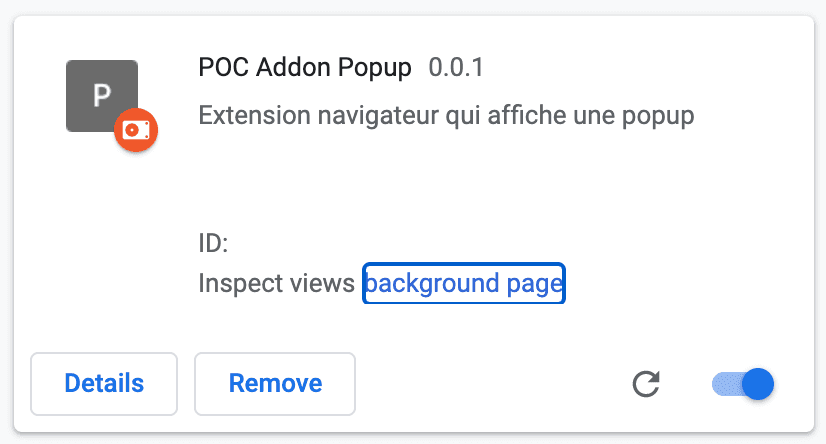 P
POC Addon Popup 0.0.1
Extension navigateur qui affiche une popup
ID:
Inspect views background page
Details Remove